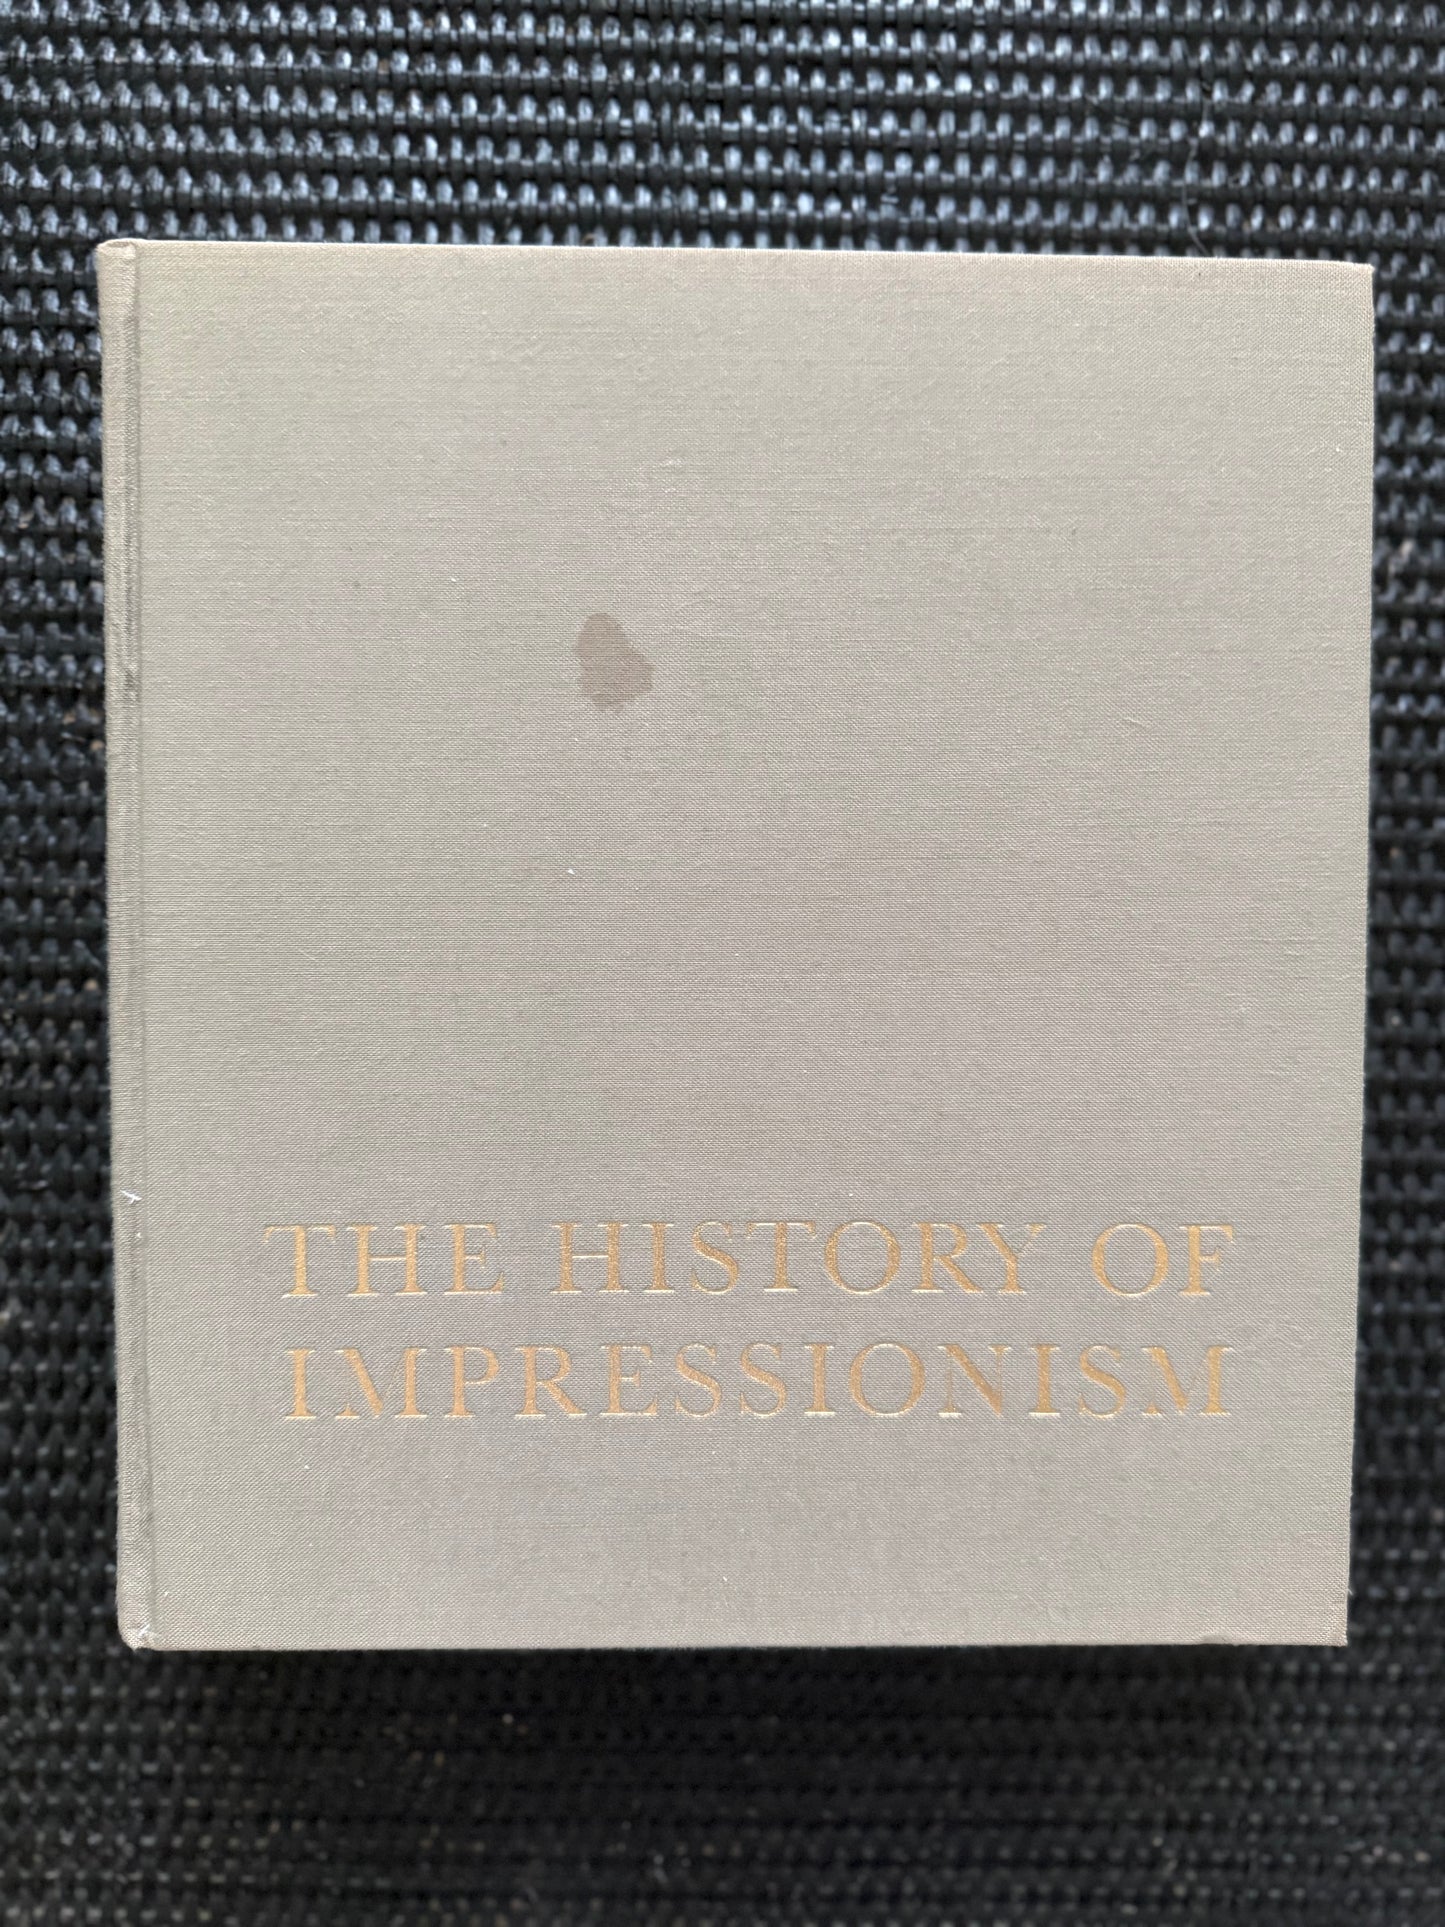 THE HISTORY OF
IMPRESSIONISM